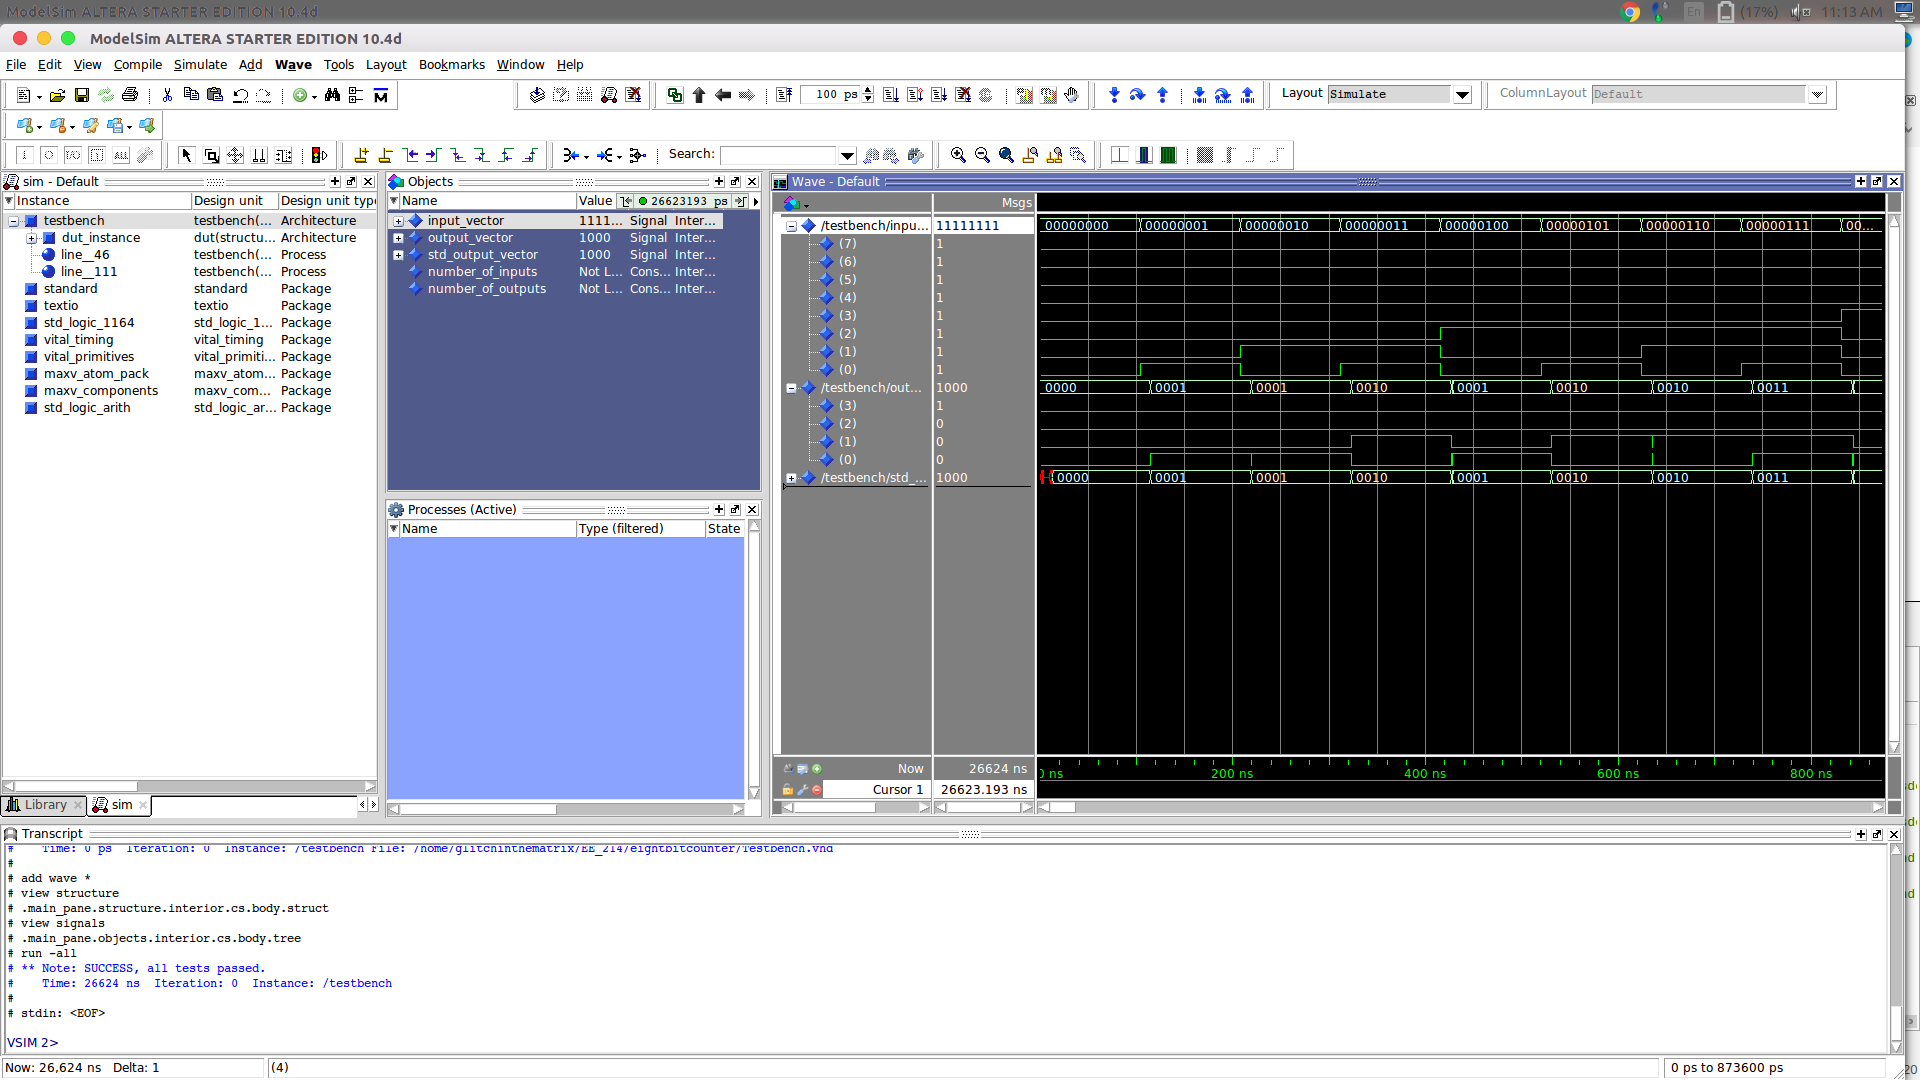 ModelSim ALTERA STARTER EDITION 10.4d
En (17%) 11:13 AM
ModelSim ALTERA STARTER EDITION 10.4d
File Edit View Compile Simulate Add Wave Tools Layout Bookmarks Window Help
100 ps Layout Simulate ColumnLayout Default
Search:
sim - Default
Instance Design unit Design unit type
testbench testbench(... Architecture
dut_instance dut(structu... Architecture
line__46 testbench(... Process
line__111 testbench(... Process
standard standard Package
textio textio Package
std_logic_1164 std_logic_1... Package
vital_timing vital_timing Package
vital_primitives vital_primiti... Package
maxv_atom_pack maxv_atom... Package
maxv_components maxv_com... Package
std_logic_arith std_logic_ar... Package
Library sim
Objects
Name Value 26623193 ps
input_vector 1111... Signal Inter...
output_vector 1000 Signal Inter...
std_output_vector 1000 Signal Inter...
number_of_inputs Not L... Cons... Inter...
number_of_outputs Not L... Cons... Inter...
Processes (Active)
Name Type (filtered) State
Wave - Default
Msgs
/testbench/inpu... 11111111 00000000 00000001 00000010 00000011 00000100 00000101 00000110 00000111 00...
(7) 1
(6) 1
(5) 1
(4) 1
(3) 1
(2) 1
(1) 1
(0) 1
/testbench/out... 1000 0000 0001 0001 0010 0001 0010 0010 0011
(3) 1
(2) 0
(1) 0
(0) 0
/testbench/std_... 1000 0000 0001 0001 0010 0001 0010 0010 0011
Now 26624 ns 0 ns 200 ns 400 ns 600 ns 800 ns
Cursor 1 26623.193 ns
Transcript
# Time: 0 ps Iteration: 0 Instance: /testbench File: /home/glitchinthematrix/EE_214/eightbitcounter/Testbench.vhd
#
# add wave *
# view structure
# .main_pane.structure.interior.cs.body.struct
# view signals
# .main_pane.objects.interior.cs.body.tree
# run -all
# ** Note: SUCCESS, all tests passed.
# Time: 26624 ns Iteration: 0 Instance: /testbench
#
# stdin: <EOF>
VSIM 2>
Now: 26,624 ns Delta: 1 (4) 0 ps to 873600 ps